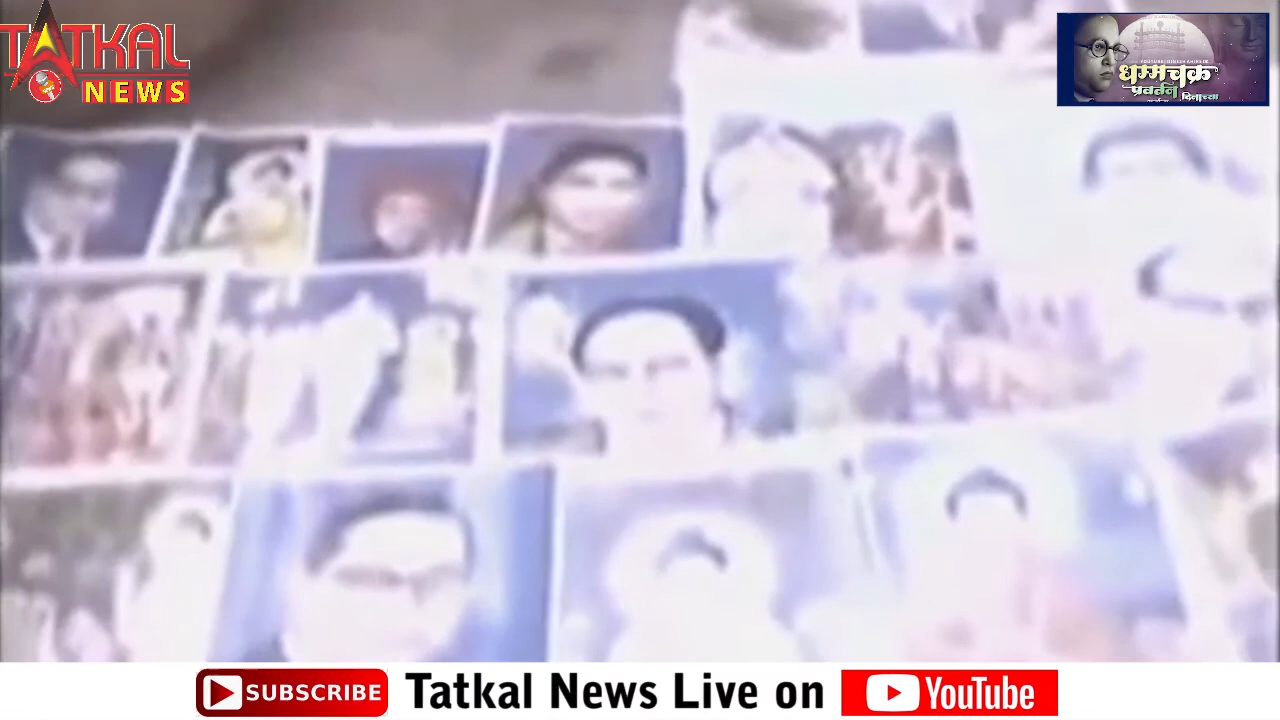 TATKAL
NEWS
धम्मचक्र
प्रवर्तन दिनाच्या
SUBSCRIBE
Tatkal News Live on
YouTube